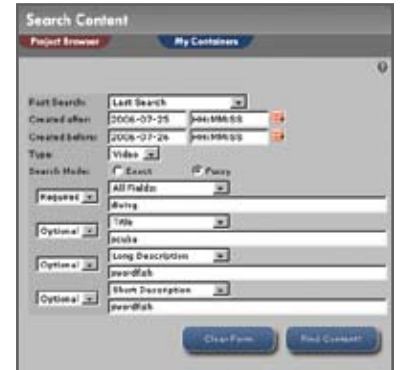 Search Content
Project Browser My Containers
Past Search: Last Search
Created after: 2006-07-25 HH:MM:SS
Created before: 2006-07-26 HH:MM:SS
Type: Video
Search Mode: Exact Fuzzy
Required All Fields:
diving
Optional Title
scuba
Optional Long Description
swordfish
Optional Short Description
swordfish
Clear Form Find Content!